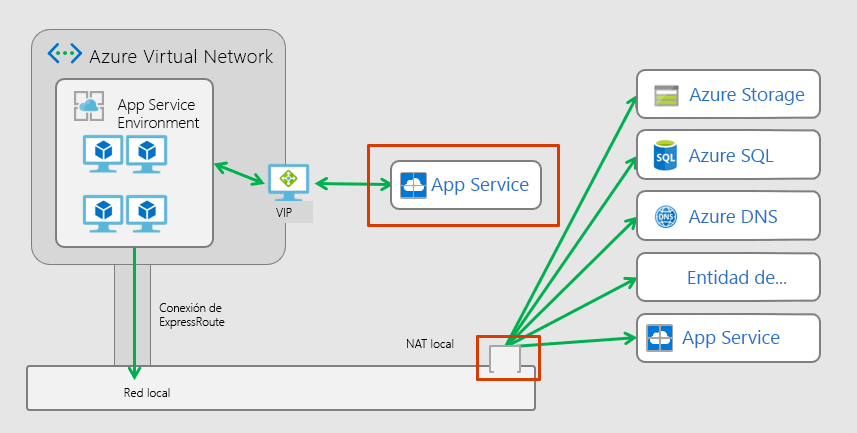 Azure Virtual Network
App Service
Environment
VIP
App Service
Azure Storage
SQL
Azure SQL
DNS
Azure DNS
Entidad de...
App Service
Conexión de
ExpressRoute
NAT local
Red local